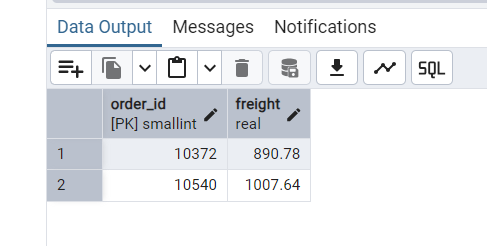 Data Output Messages Notifications
SQL
order_id freight
[PK] smallint real
1 10372 890.78
2 10540 1007.64